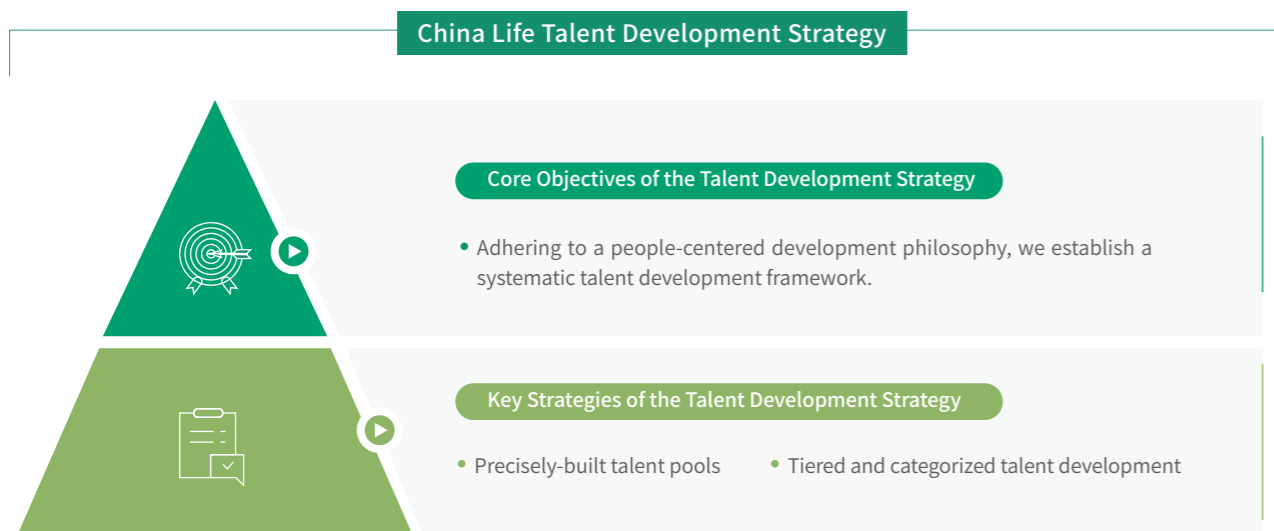 China Life Talent Development Strategy
Core Objectives of the Talent Development Strategy
• Adhering to a people-centered development philosophy, we establish a
systematic talent development framework.
Key Strategies of the Talent Development Strategy
• Precisely-built talent pools • Tiered and categorized talent development